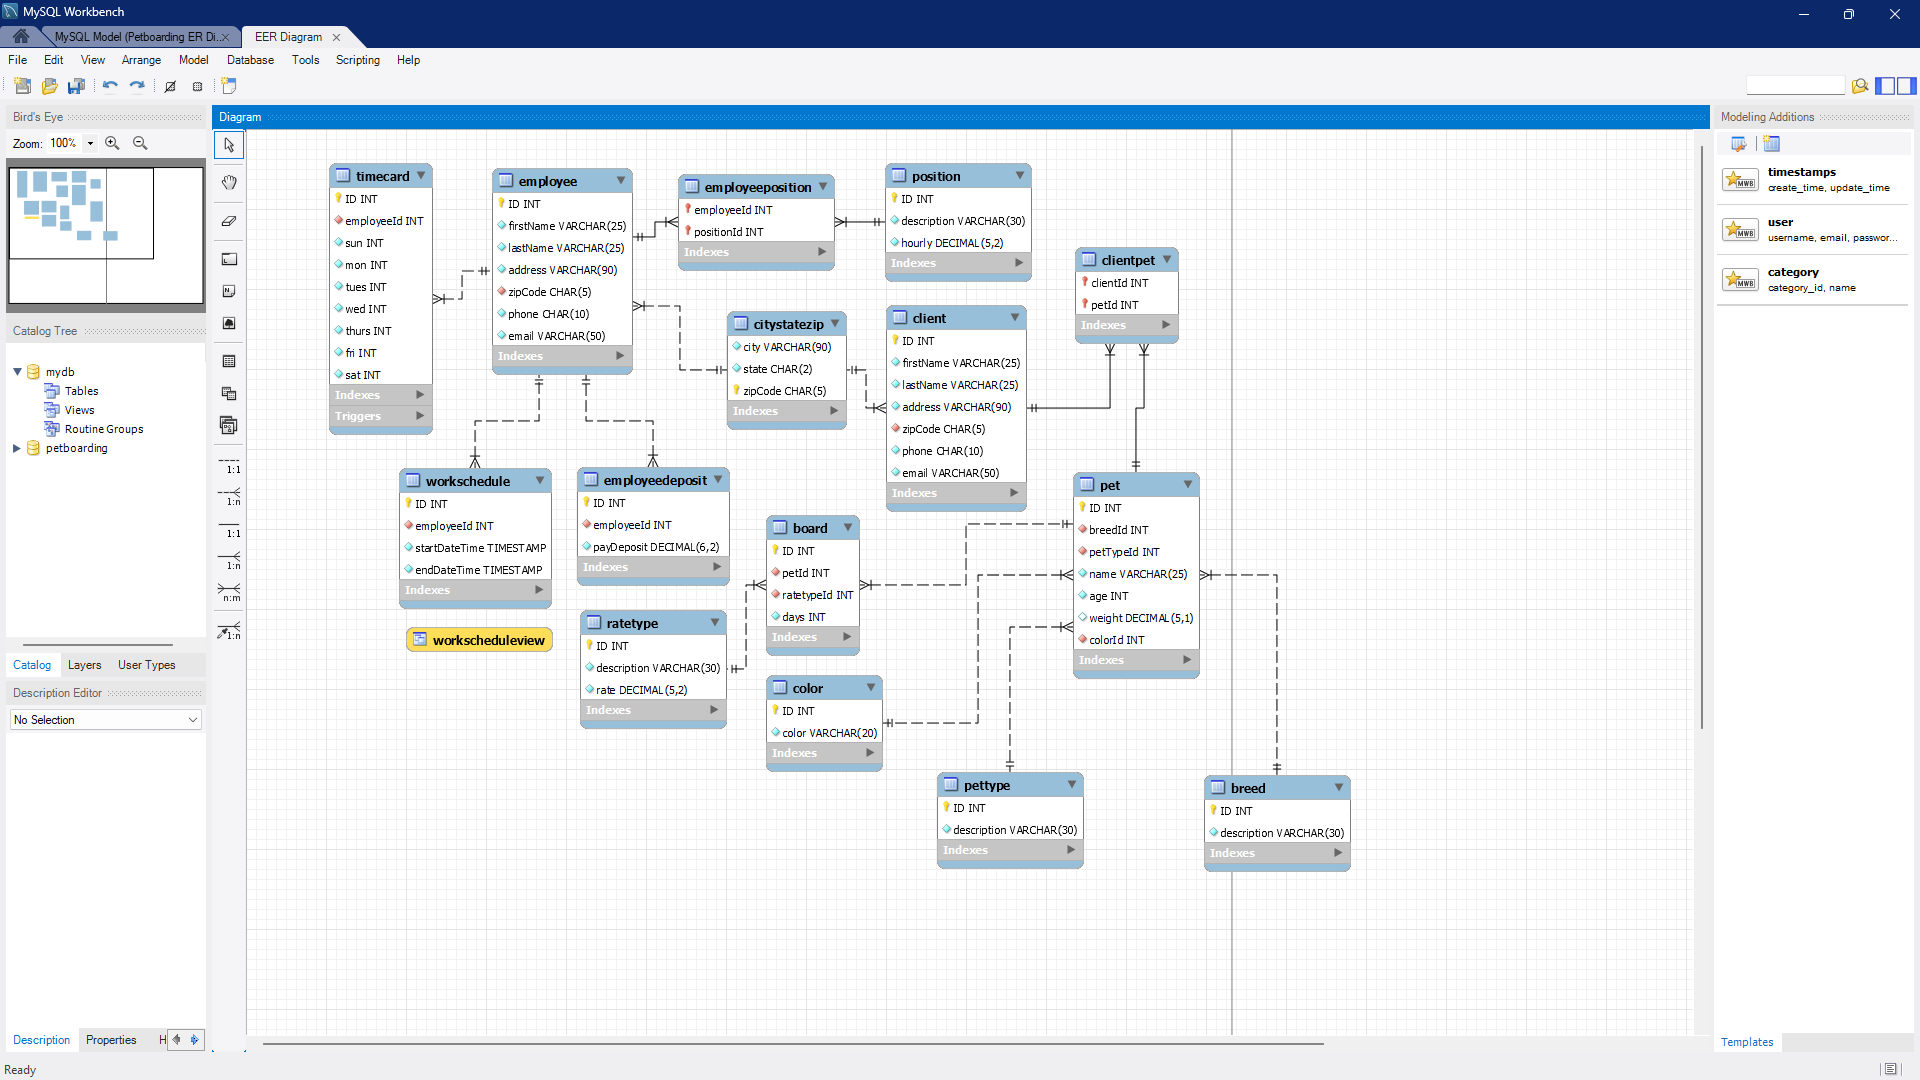 MySQL Workbench
MySQL Model (Petboarding ER Di..
EER Diagram
File Edit View Arrange Model Database Tools Scripting Help
Bird's Eye
Zoom: 100%
Catalog Tree
mydb
Tables
Views
Routine Groups
petboarding
Catalog Layers User Types
Description Editor
No Selection
Description Properties H
Ready
Diagram
1:1
1:n
1:1
1:n
n:m
1:n
timecard
ID INT
employeeId INT
sun INT
mon INT
tues INT
wed INT
thurs INT
fri INT
sat INT
Indexes
Triggers
employee
ID INT
firstName VARCHAR(25)
lastName VARCHAR(25)
address VARCHAR(90)
zipCode CHAR(5)
phone CHAR(10)
email VARCHAR(50)
Indexes
employeeposition
employeeId INT
positionId INT
Indexes
position
ID INT
description VARCHAR(30)
hourly DECIMAL(5,2)
Indexes
clientpet
clientId INT
petId INT
Indexes
citystatezip
city VARCHAR(90)
state CHAR(2)
zipCode CHAR(5)
Indexes
client
ID INT
firstName VARCHAR(25)
lastName VARCHAR(25)
address VARCHAR(90)
zipCode CHAR(5)
phone CHAR(10)
email VARCHAR(50)
Indexes
workschedule
ID INT
employeeId INT
startDateTime TIMESTAMP
endDateTime TIMESTAMP
Indexes
employeedeposit
ID INT
employeeId INT
payDeposit DECIMAL(6,2)
Indexes
board
ID INT
petId INT
ratetypeId INT
days INT
Indexes
pet
ID INT
breedId INT
petTypeId INT
name VARCHAR(25)
age INT
weight DECIMAL(5,1)
colorId INT
Indexes
workscheduleview
ratetype
ID INT
description VARCHAR(30)
rate DECIMAL(5,2)
Indexes
color
ID INT
color VARCHAR(20)
Indexes
pettype
ID INT
description VARCHAR(30)
Indexes
breed
ID INT
description VARCHAR(30)
Indexes
Modeling Additions
MWB
timestamps
create_time, update_time
MWB
user
username, email, passwor...
MWB
category
category_id, name
Templates